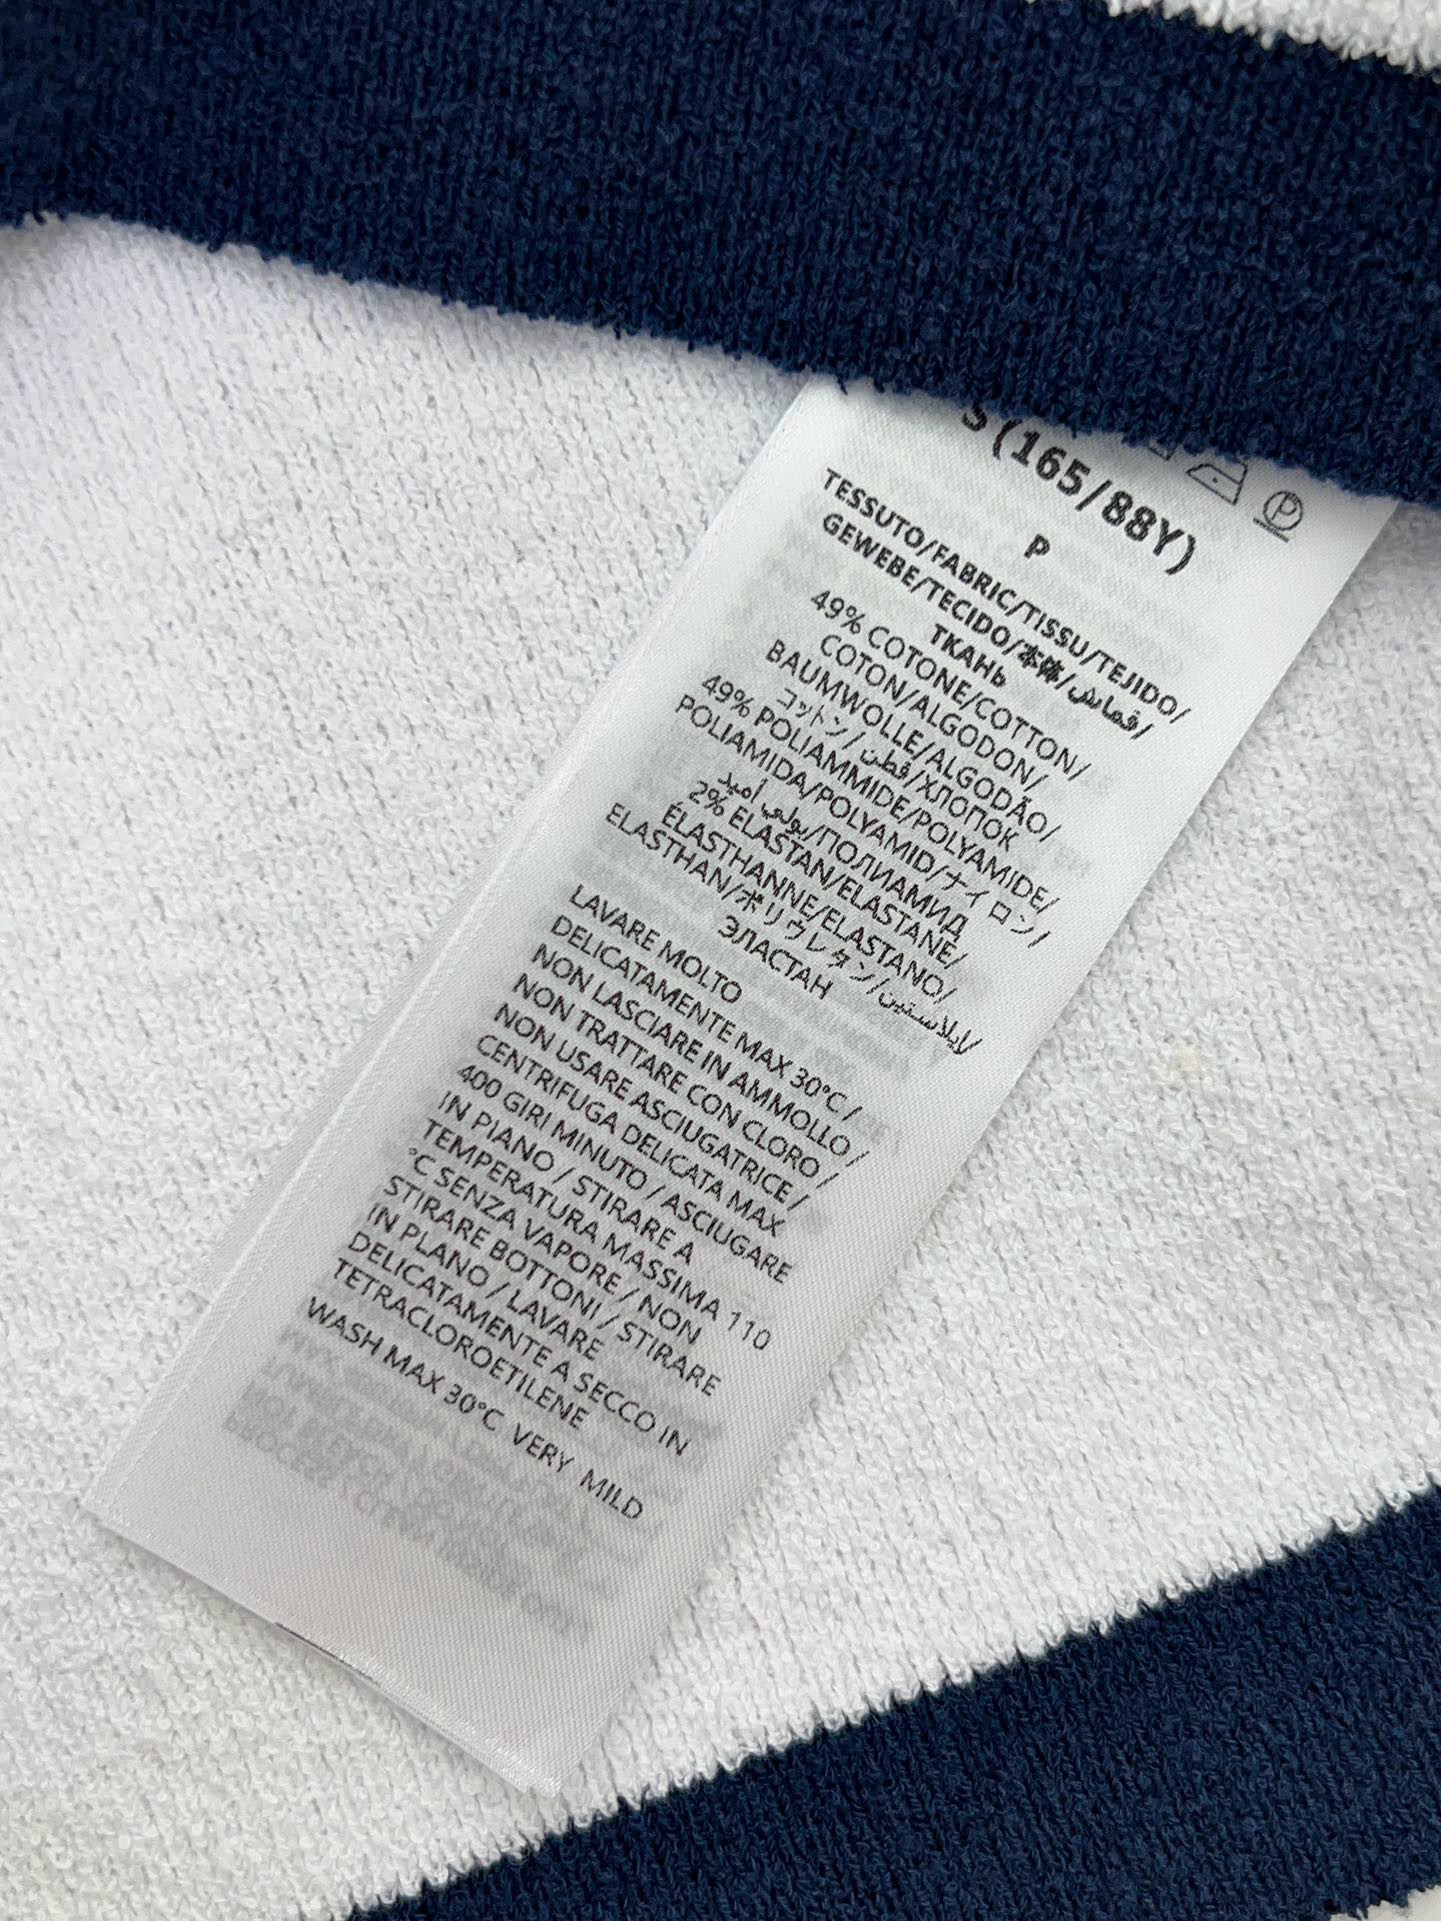 S(165/88Y)
P
TESSUTO/FABRIC/TISSU/TEJIDO/
GEWEBE/TECIDO/本体/قماش/
ТКАНЬ
49% COTONE/COTTON/
COTON/ALGODON/
BAUMWOLLE/ALGODÃO/
コットン/قطن/ХЛОПОК
49% POLIAMMIDE/POLYAMIDE/
POLIAMIDA/POLYAMID/ナイロン/
بولي أميد/ПОЛИАМИД
2% ELASTAN/ELASTANE/
ÉLASTHANNE/ELASTANO/
ELASTHAN/ポリウレタン/إيلاستين/
ЭЛАСТАН
LAVARE MOLTO
DELICATAMENTE MAX 30°C /
NON LASCIARE IN AMMOLLO /
NON TRATTARE CON CLORO /
NON USARE ASCIUGATRICE /
CENTRIFUGA DELICATA MAX
400 GIRI MINUTO / ASCIUGARE
IN PIANO / STIRARE A
TEMPERATURA MASSIMA 110
°C SENZA VAPORE / NON
STIRARE BOTTONI / STIRARE
IN PLANO / LAVARE
DELICATAMENTE A SECCO IN
TETRACLOROETILENE
WASH MAX 30°C VERY MILD